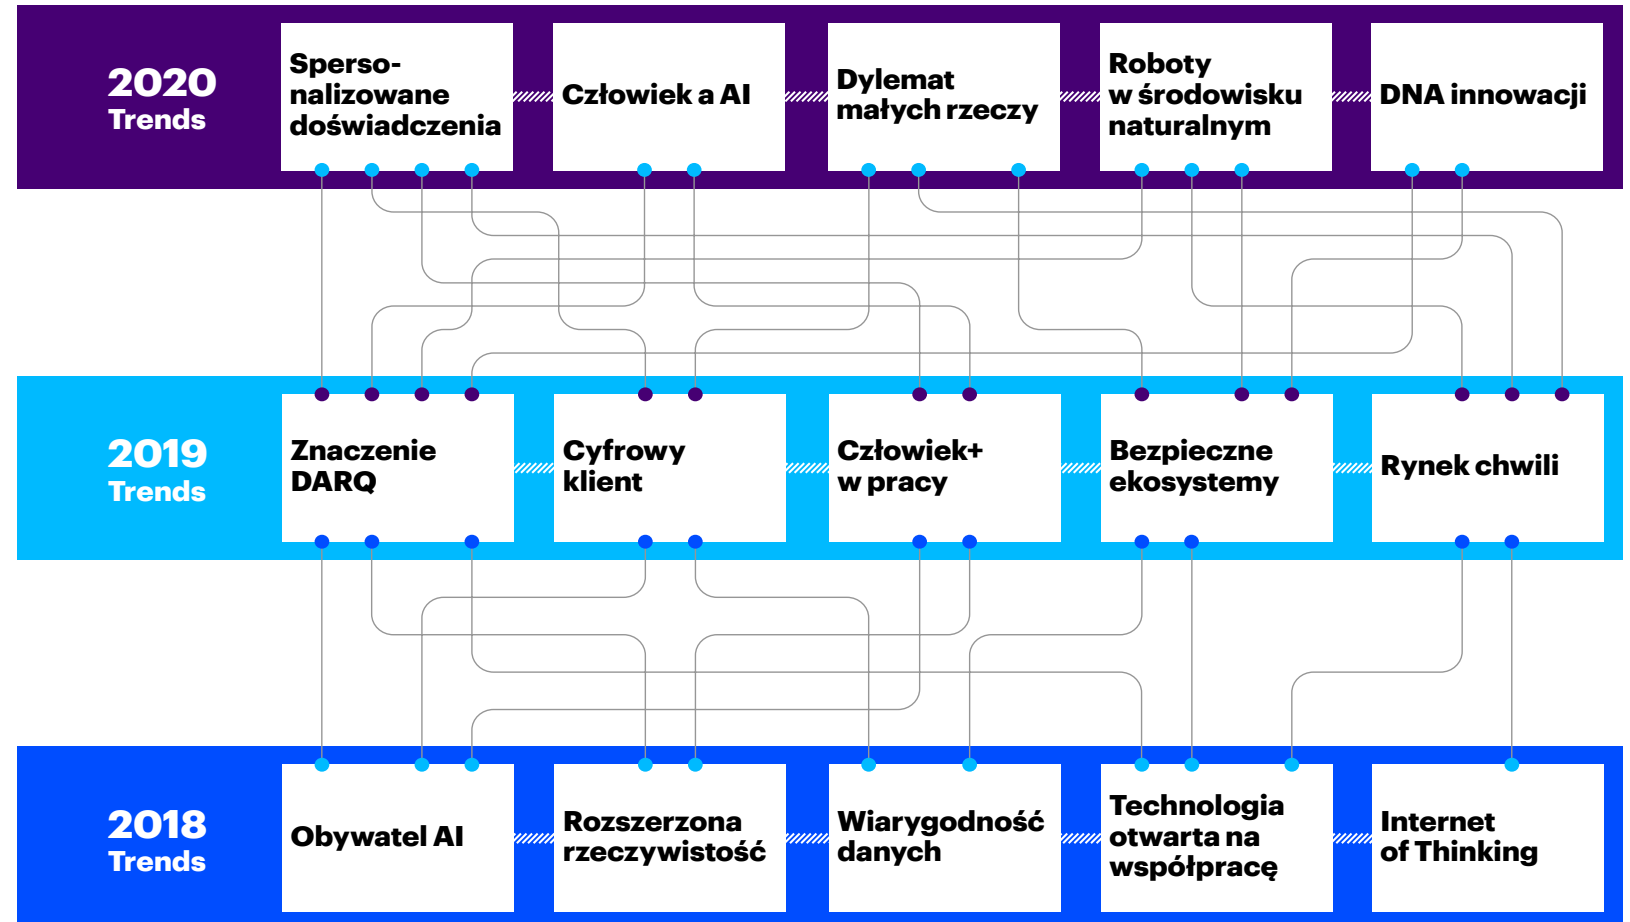 2020
Trends
Sperso-
nalizowane
doświadczenia
Człowiek a AI
Dylemat
małych rzeczy
Roboty
w środowisku
naturalnym
DNA innowacji
2019
Trends
Znaczenie
DARQ
Cyfrowy
klient
Człowiek+
w pracy
Bezpieczne
ekosystemy
Rynek chwili
2018
Trends
Obywatel AI
Rozszerzona
rzeczywistość
Wiarygodność
danych
Technologia
otwarta na
współpracę
Internet
of Thinking